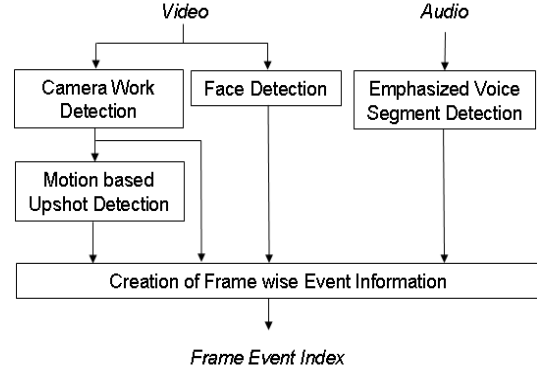 Video
Audio
Camera Work
Detection
Face Detection
Emphasized Voice
Segment Detection
Motion based
Upshot Detection
Creation of Frame wise Event Information
Frame Event Index